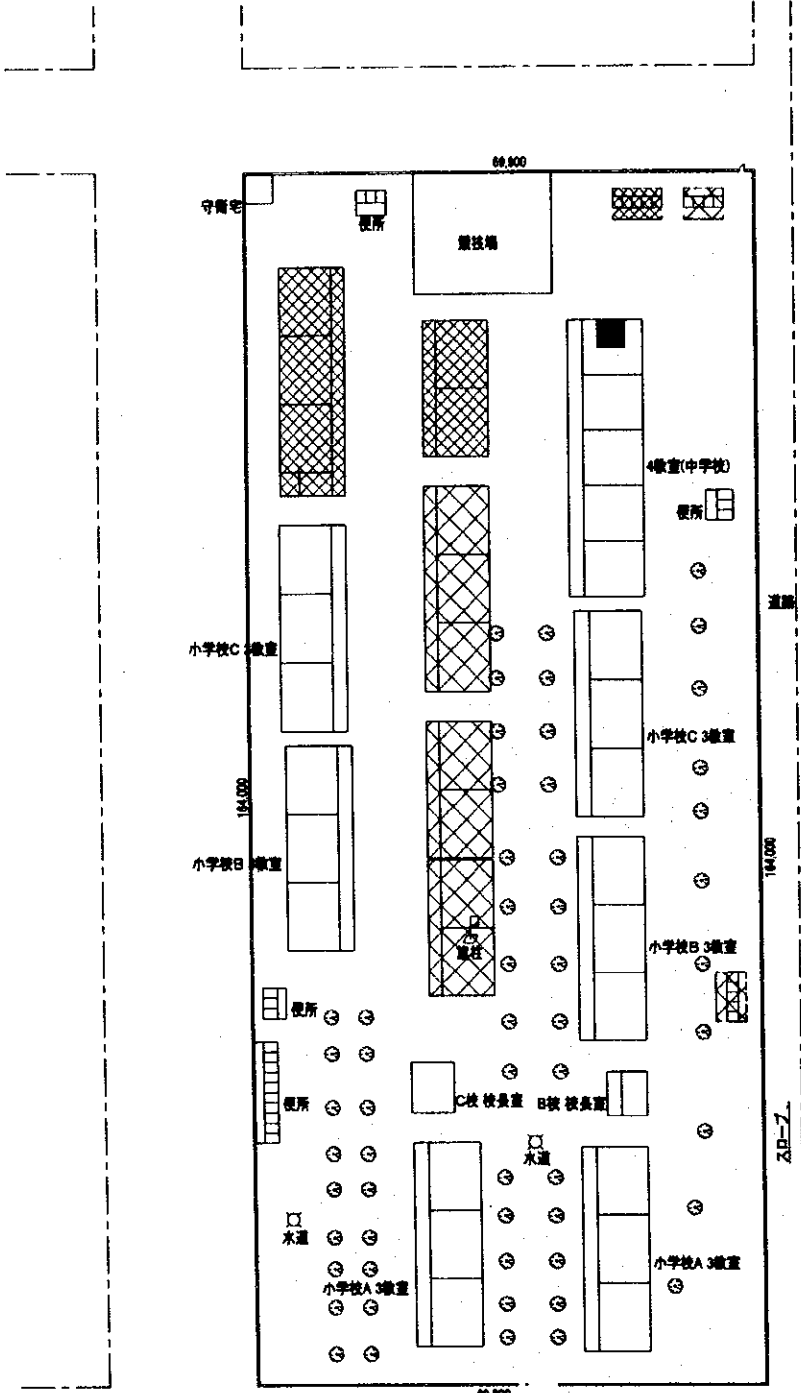 69,800
守衛宅
便所
競技場
4教室(中学校)
便所
道路
小学校C 3教室
小学校C 3教室
164,000
164,000
小学校B 3教室
小学校B 3教室
便所
便所
C校 校長室
B校 校長室
水道
スロープ
水道
小学校A 3教室
小学校A 3教室